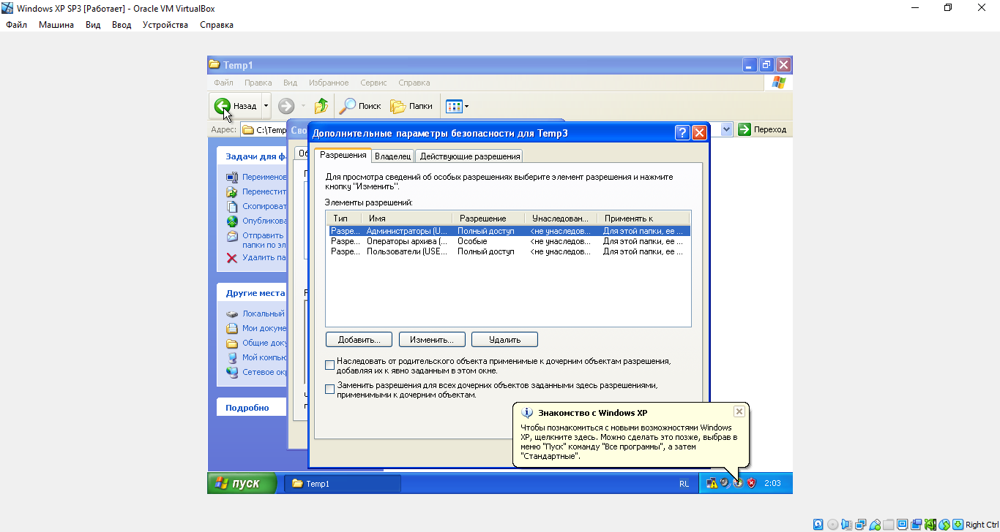 Windows XP SP3 [Работает] - Oracle VM VirtualBox
Файл Машина Вид Ввод Устройства Справка
Temp1
Файл Правка Вид Избранное Сервис Справка
Назад Поиск Папки
Адрес: C:\Temp Переход
Сво
Дополнительные параметры безопасности для Temp3
Об
Разрешения Владелец Действующие разрешения
Задачи для фа
Переименов
Переместит
Скопироват
Опубликова
Отправить
папки по эл
Удалить па
Другие места
Локальный
Мои докуме
Общие доку
Мой компью
Сетевое окр
Подробно
Для просмотра сведений об особых разрешениях выберите элемент разрешения и нажмите
кнопку "Изменить".
Элементы разрешений:
Тип Имя Разрешение Унаследован... Применять к
Разре... Администраторы (U... Полный доступ <не унаследов... Для этой папки, ее ...
Разре... Операторы архива (... Особые <не унаследов... Для этой папки, ее ...
Разре... Пользователи (USE... Полный доступ <не унаследов... Для этой папки, ее ...
Добавить... Изменить... Удалить
Наследовать от родительского объекта применимые к дочерним объектам разрешения,
добавляя их к явно заданным в этом окне.
Заменить разрешения для всех дочерних объектов заданными здесь разрешениями,
применимыми к дочерним объектам.
Знакомство с Windows XP
Чтобы познакомиться с новыми возможностями Windows
XP, щелкните здесь. Можно сделать это позже, выбрав в
меню "Пуск" команду "Все программы", а затем
"Стандартные".
пуск Temp1 RL 2:03
Right Ctrl